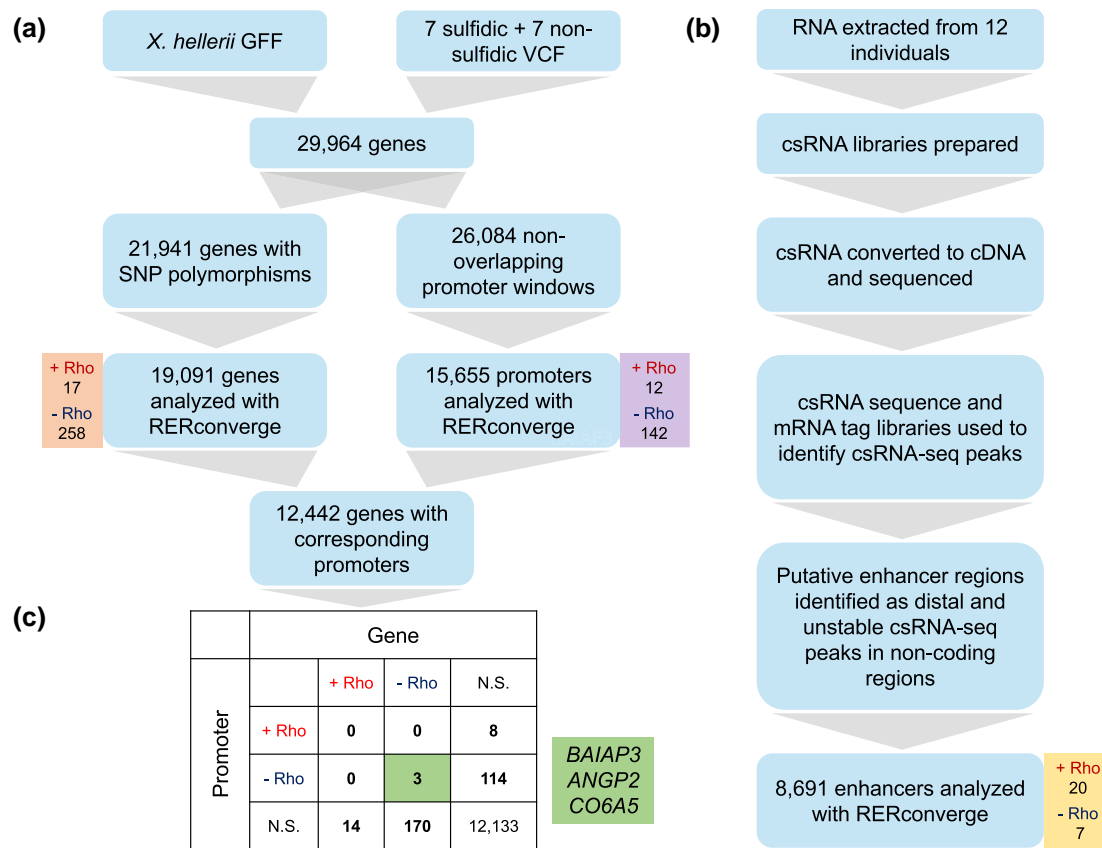 (a)
X. hellerii GFF
7 sulfidic + 7 non-
sulfidic VCF
29,964 genes
21,941 genes with
SNP polymorphisms
26,084 non-
overlapping
promoter windows
+ Rho
17
- Rho
258
19,091 genes
analyzed with
RERconverge
15,655 promoters
analyzed with
RERconverge
+ Rho
12
- Rho
142
12,442 genes with
corresponding
promoters
(b)
RNA extracted from 12
individuals
csRNA libraries prepared
csRNA converted to cDNA
and sequenced
csRNA sequence and
mRNA tag libraries used to
identify csRNA-seq peaks
Putative enhancer regions
identified as distal and
unstable csRNA-seq
peaks in non-coding
regions
8,691 enhancers analyzed
with RERconverge
+ Rho
20
- Rho
7
(c)
Gene
Promoter
+ Rho - Rho N.S.
+ Rho 0 0 8
- Rho 0 3 114
N.S. 14 170 12,133
BAIAP3
ANGP2
CO6A5